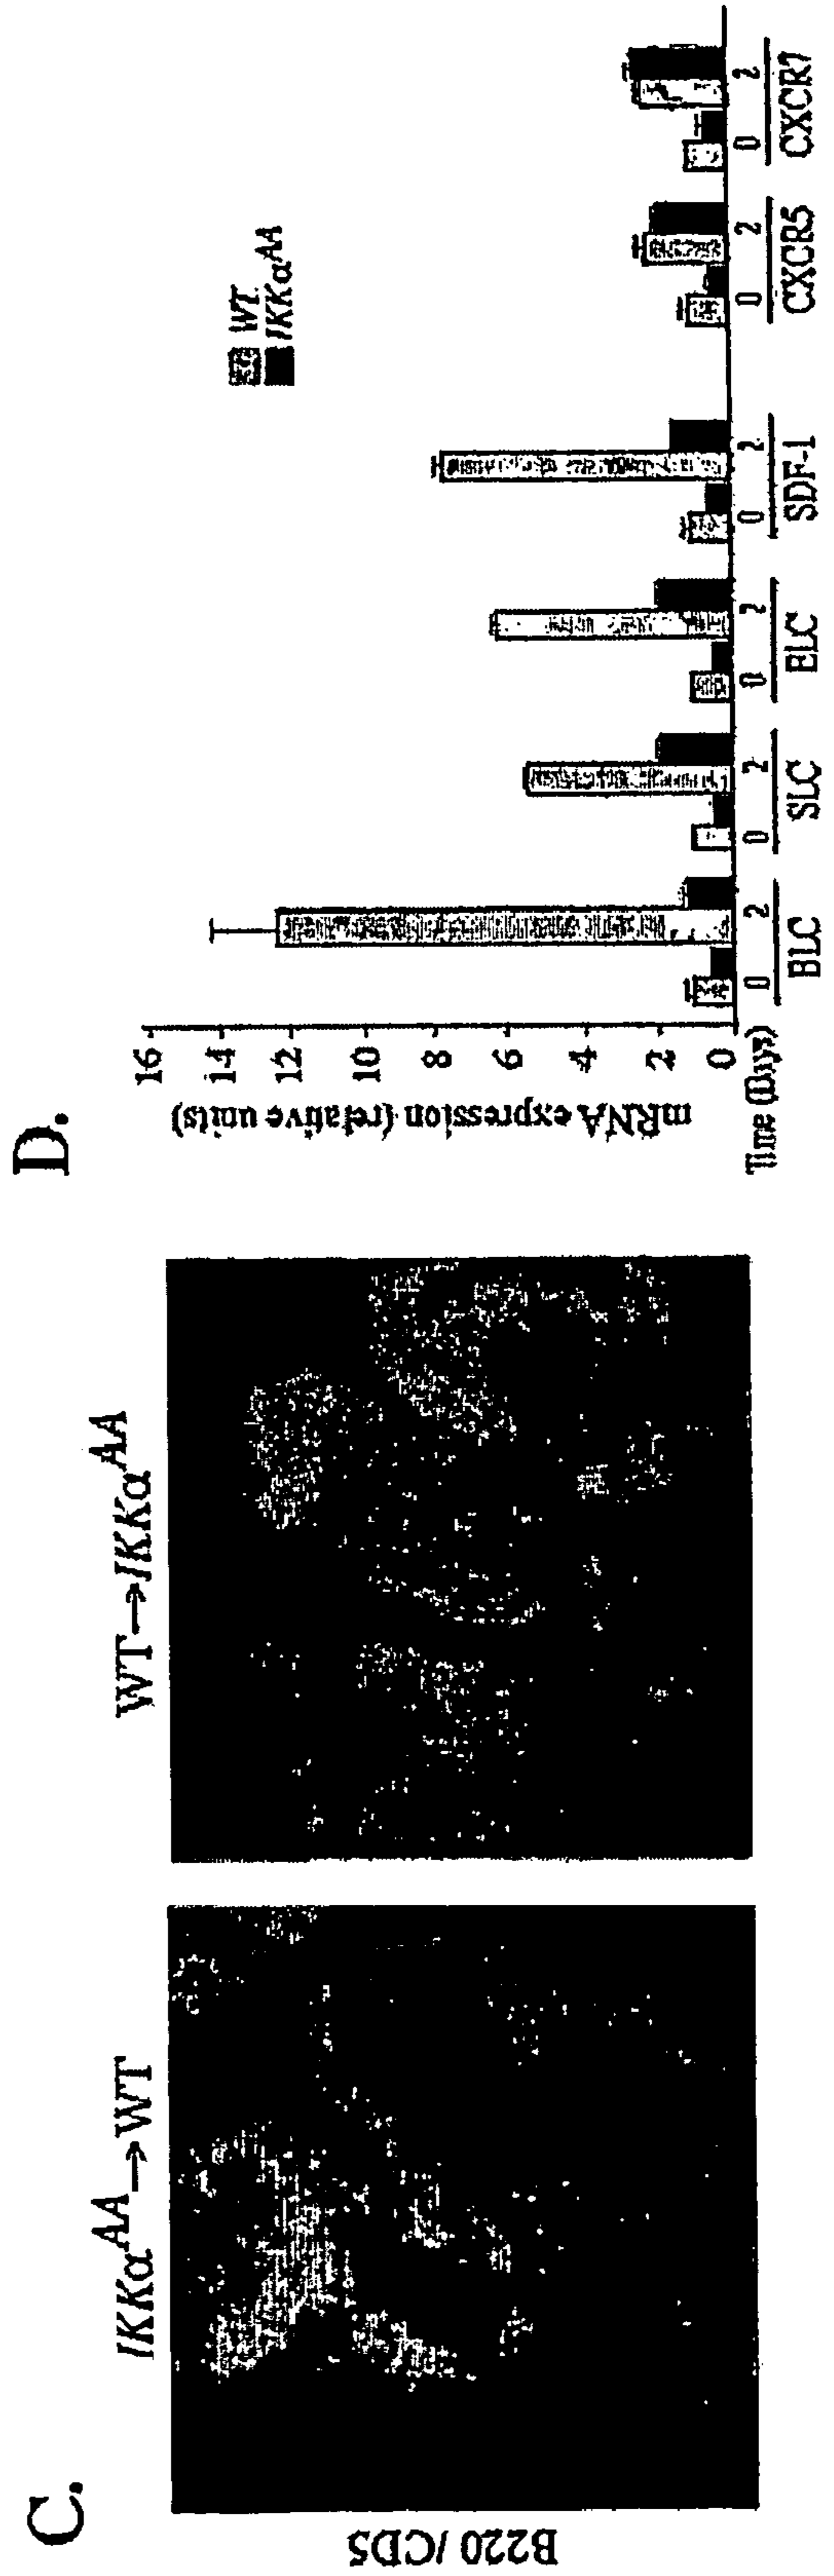 C.
IKKα^AA→WT
WT→IKKα^AA
B220 /CD5
D.
mRNA expression (relative units)
16
14
12
10
8
6
4
2
0
WT
IKKα^AA
Time (Days)
0 2 0 2 0 2 0 2 0 2 0 2
BLC SLC ELC SDF-1 CXCR5 CXCR7